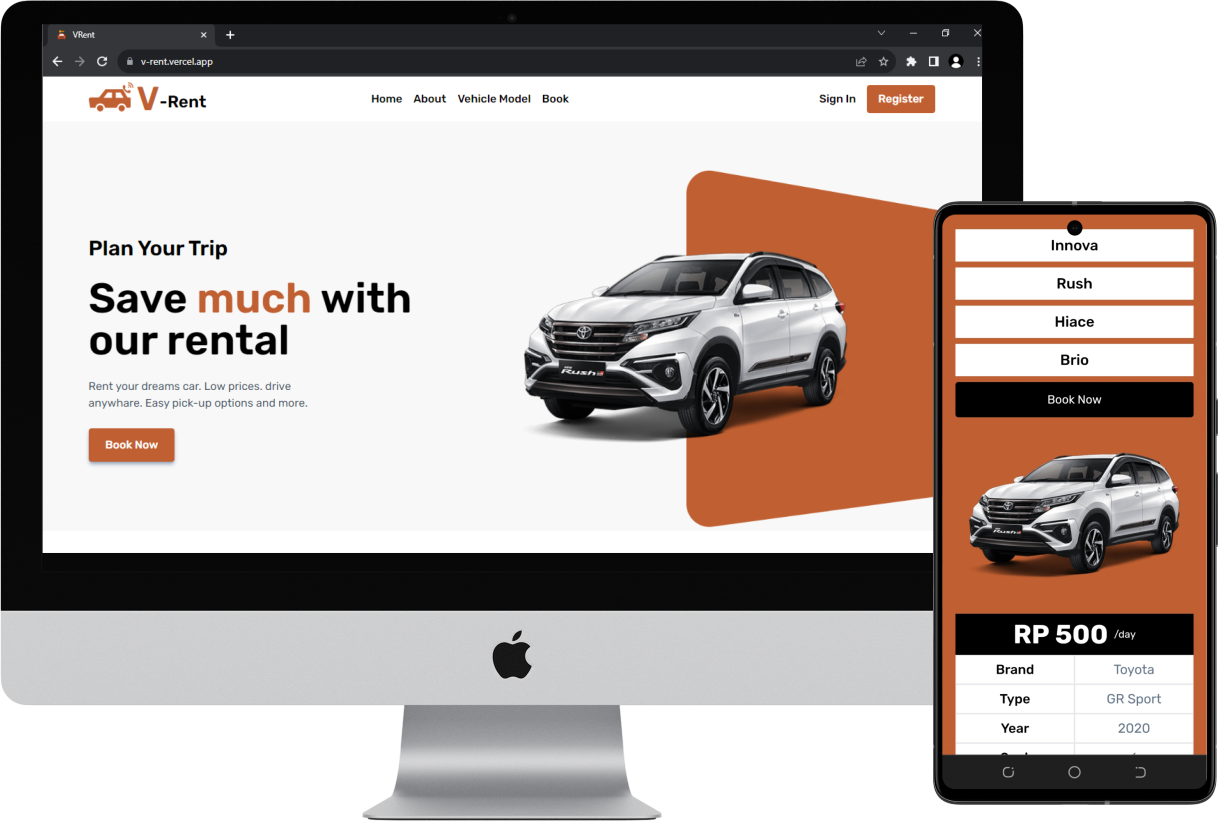 VRent
v-rent.vercel.app
V-Rent
Home About Vehicle Model Book
Sign In Register
Plan Your Trip
Save much with
our rental
Rent your dreams car. Low prices. drive
anywhare. Easy pick-up options and more.
Book Now
Rush
Innova
Rush
Hiace
Brio
Book Now
Rush
RP 500 /day
Brand Toyota
Type GR Sport
Year 2020